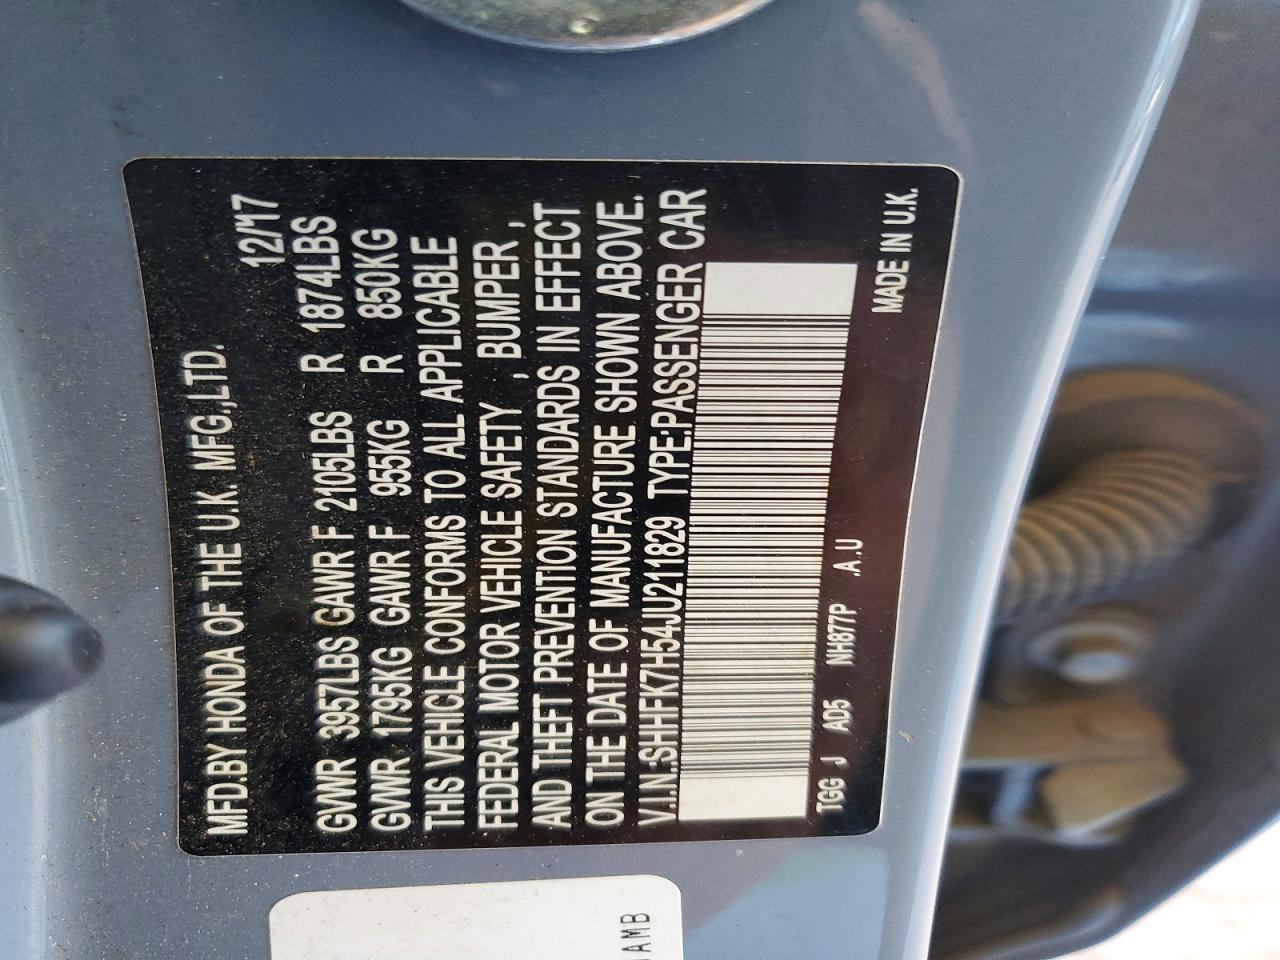 MFD.BY HONDA OF THE U.K. MFG.,LTD. 12/17
GVWR 3957LBS GAWR F 2105LBS R 1874LBS
GVWR 1795KG GAWR F 955KG R 850KG
THIS VEHICLE CONFORMS TO ALL APPLICABLE
FEDERAL MOTOR VEHICLE SAFETY , BUMPER ,
AND THEFT PREVENTION STANDARDS IN EFFECT
ON THE DATE OF MANUFACTURE SHOWN ABOVE.
V.I.N:SHHFK7H54JU211829 TYPE:PASSENGER CAR
TGG J AD5 NH877P .A.U
MADE IN U.K.